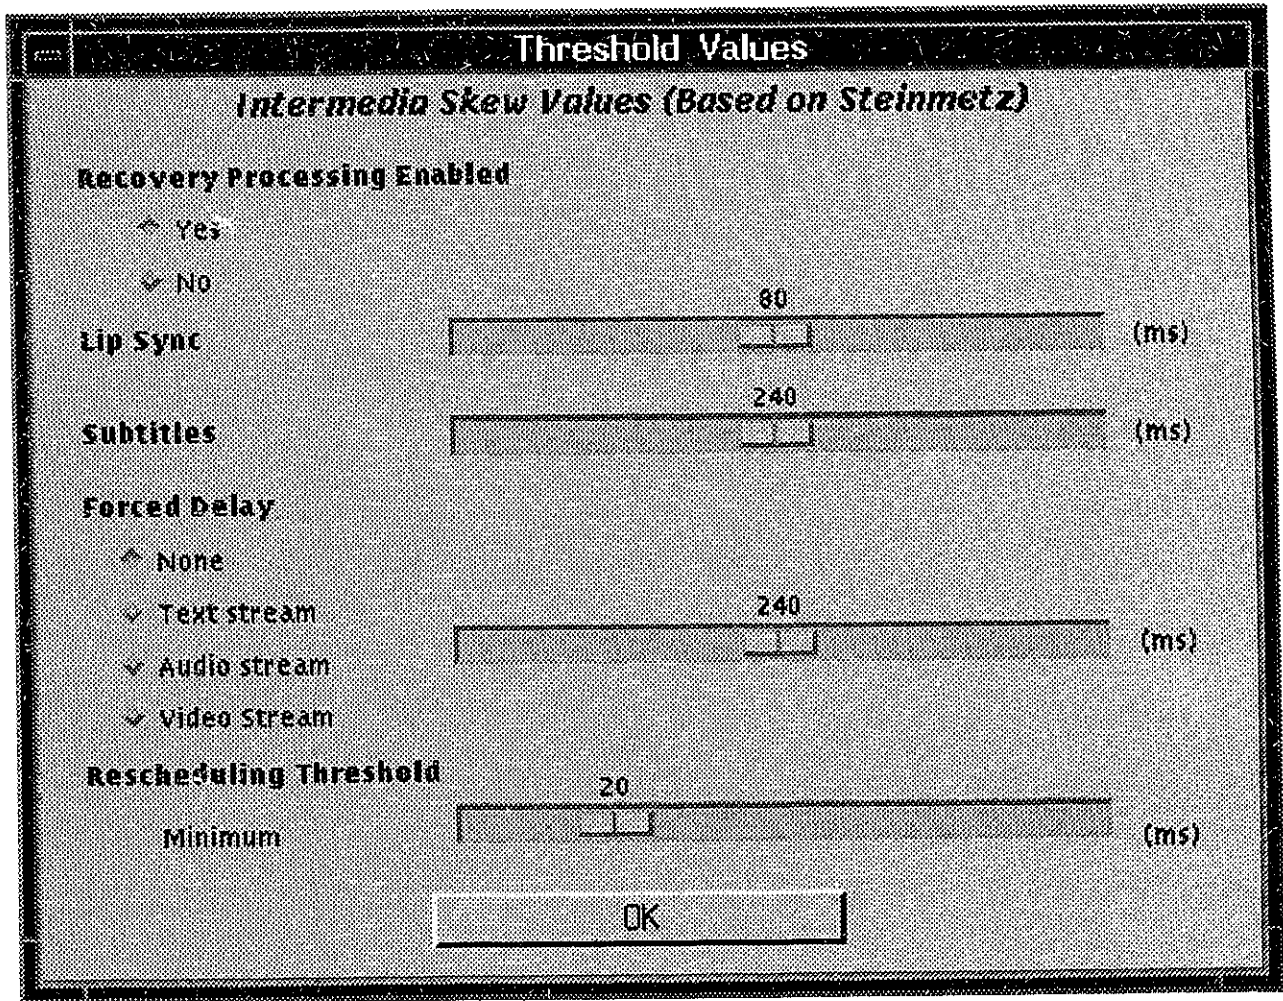 Threshold Values
Intermedia Skew Values (Based on Steinmetz)
Recovery Processing Enabled
Yes
No
80
Lip Sync
(ms)
240
Subtitles
(ms)
Forced Delay
None
Text stream
240
(ms)
Audio stream
Video Stream
Rescheduling Threshold
20
Minimum
(ms)
OK